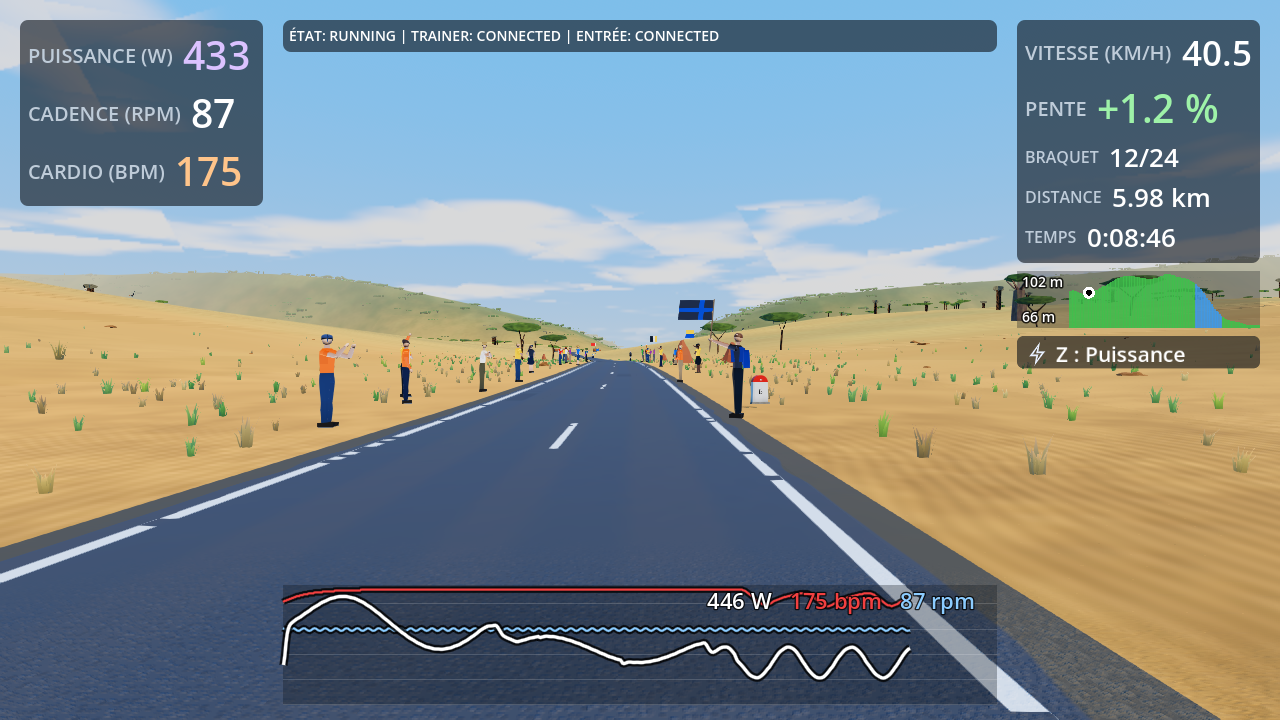 PUISSANCE (W) 433
CADENCE (RPM) 87
CARDIO (BPM) 175
ÉTAT: RUNNING | TRAINER: CONNECTED | ENTRÉE: CONNECTED
VITESSE (KM/H) 40.5
PENTE +1.2 %
BRAQUET 12/24
DISTANCE 5.98 km
TEMPS 0:08:46
102 m
66 m
Z : Puissance
446 W 175 bpm 87 rpm